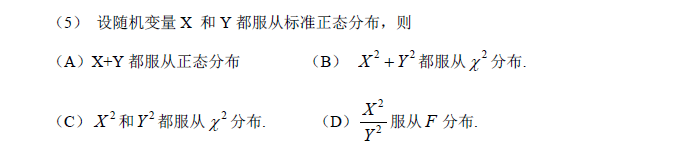 （5） 设随机变量 X 和 Y 都服从标准正态分布，则
（A）X+Y 都服从正态分布 （B） X² + Y² 都服从 χ² 分布.
（C） X² 和 Y² 都服从 χ² 分布. （D） X²/Y² 服从 F 分布.